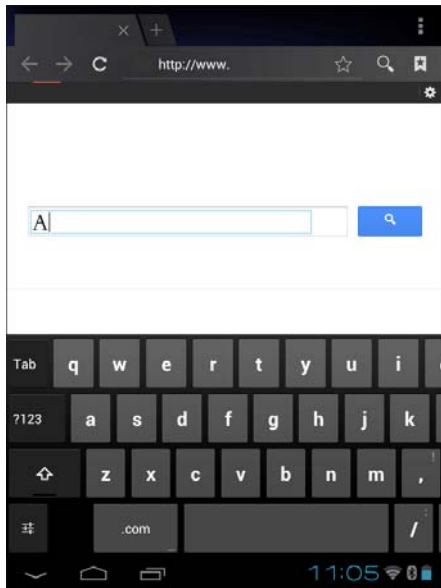 http://www.
A
Tab q w e r t y u i
?123 a s d f g h j k
z x c v b n m , !
.com / :
11:05